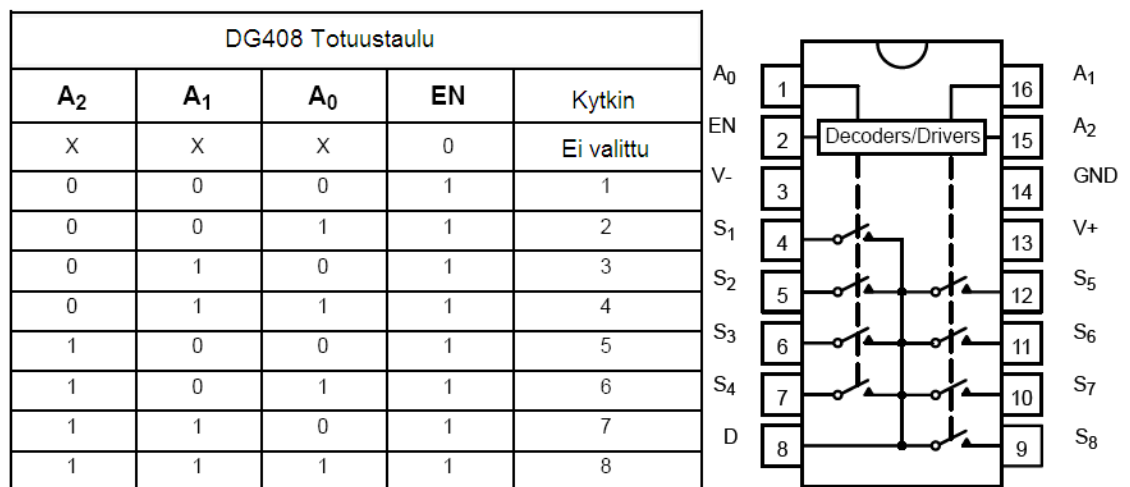 DG408 Totuustaulu
A2 A1 A0 EN Kytkin
X X X 0 Ei valittu
0 0 0 1 1
0 0 1 1 2
0 1 0 1 3
0 1 1 1 4
1 0 0 1 5
1 0 1 1 6
1 1 0 1 7
1 1 1 1 8
A0 1 16 A1
EN 2 Decoders/Drivers 15 A2
V- 3 14 GND
S1 4 13 V+
S2 5 12 S5
S3 6 11 S6
S4 7 10 S7
D 8 9 S8